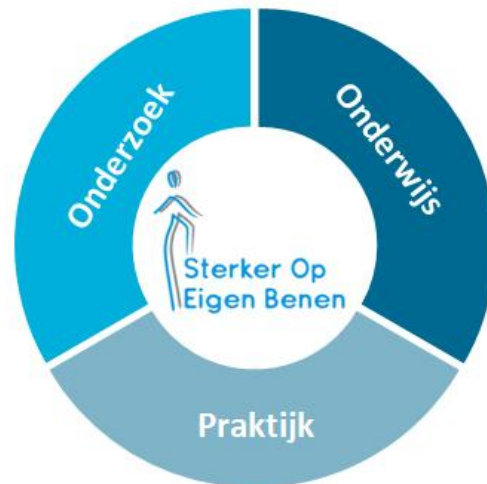 Onderzoek
Onderwijs
Sterker Op
Eigen Benen
Praktijk